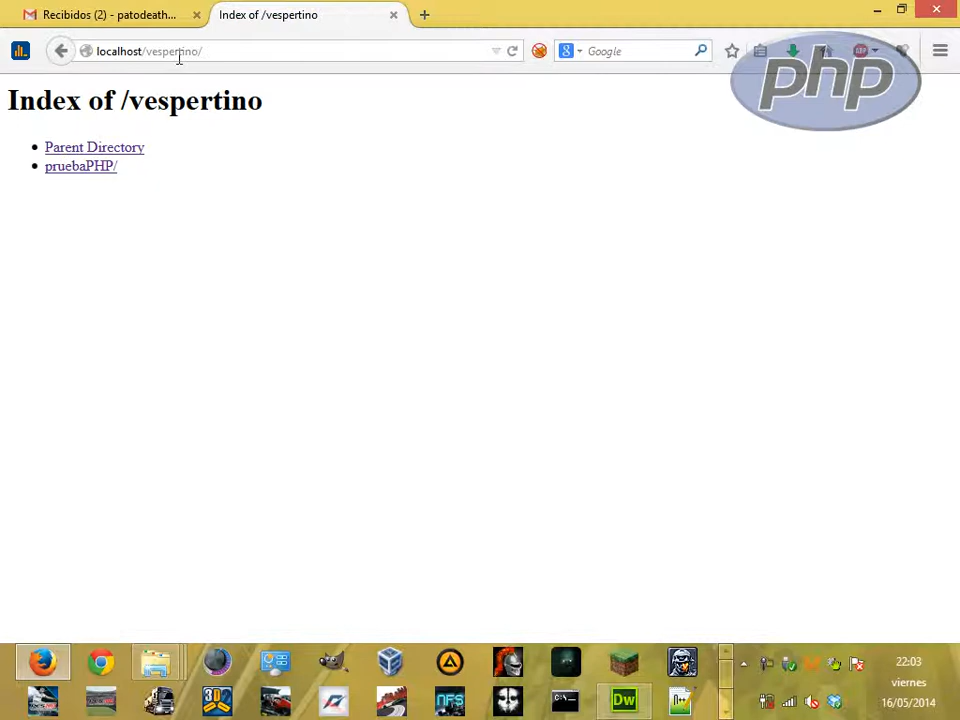 Recibidos (2) - patodeath...
Index of /vespertino
localhost/vespertino/
Google
php
Index of /vespertino
Parent Directory
pruebaPHP/
22:03
viernes
16/05/2014